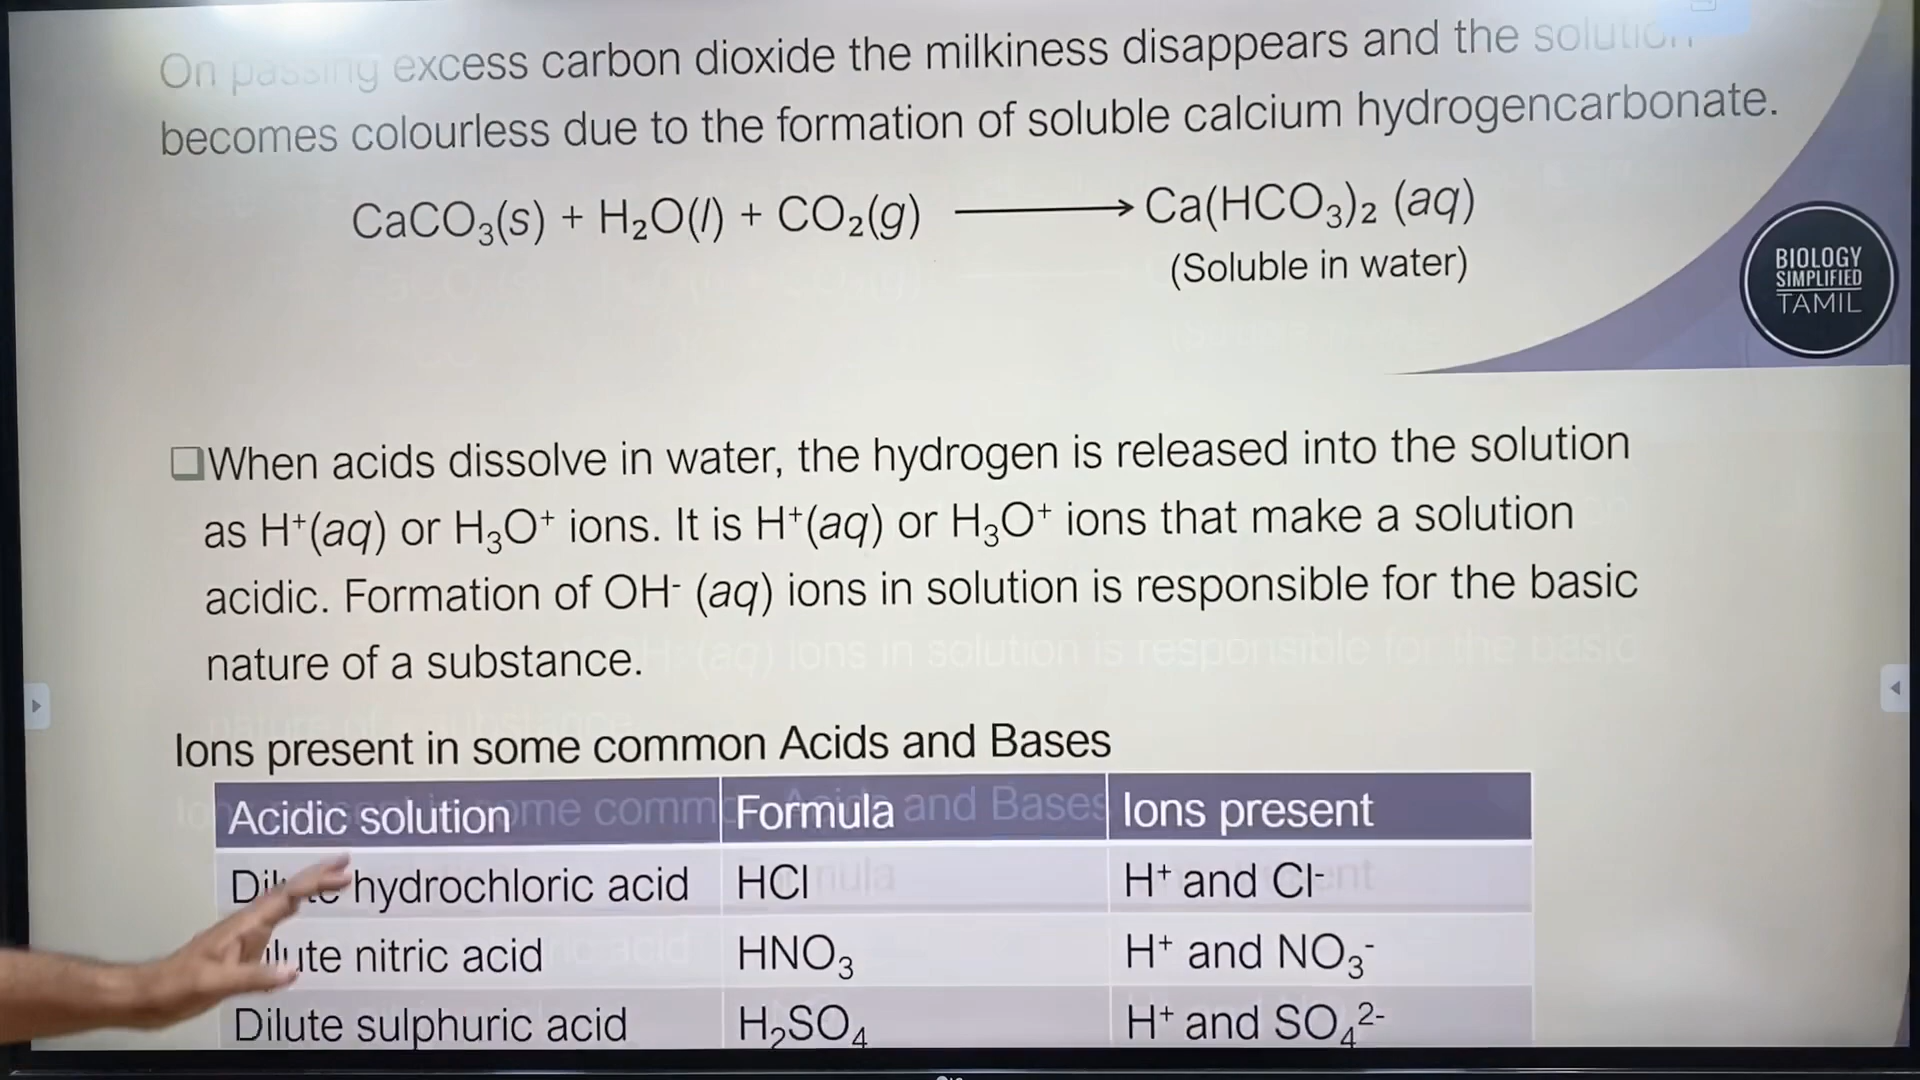 On passing excess carbon dioxide the milkiness disappears and the solution
becomes colourless due to the formation of soluble calcium hydrogencarbonate.
CaCO₃(s) + H₂O(l) + CO₂(g) ⟶ Ca(HCO₃)₂ (aq)
(Soluble in water)
BIOLOGY
SIMPLIFIED
TAMIL
❑When acids dissolve in water, the hydrogen is released into the solution
as H⁺(aq) or H₃O⁺ ions. It is H⁺(aq) or H₃O⁺ ions that make a solution
acidic. Formation of OH⁻ (aq) ions in solution is responsible for the basic
nature of a substance.
Ions present in some common Acids and Bases
Acidic solution Formula Ions present
Dilute hydrochloric acid HCl H⁺ and Cl⁻
Dilute nitric acid HNO₃ H⁺ and NO₃⁻
Dilute sulphuric acid H₂SO₄ H⁺ and SO₄²⁻